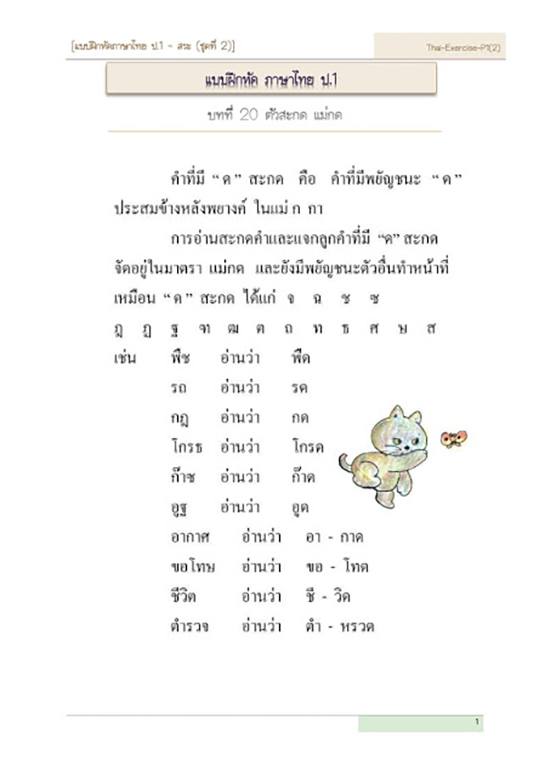 [แบบฝึกหัดภาษาไทย ป.1 - สระ (ชุดที่ 2)]
Thai-Exercise-P1(2)
แบบฝึกหัด ภาษาไทย ป.1
บทที่ 20 ตัวสะกด แม่กด
คำที่มี “ ด ” สะกด คือ คำที่มีพยัญชนะ “ ด ”
ประสมข้างหลังพยางค์ ในแม่ ก กา
การอ่านสะกดคำและแจกลูกคำที่มี “ด” สะกด
จัดอยู่ในมาตรา แม่กด และยังมีพยัญชนะตัวอื่นทำหน้าที่
เหมือน “ ด ” สะกด ได้แก่ จ ฉ ช ซ
ฎ ฏ ฐ ฑ ฒ ต ถ ท ธ ศ ษ ส
เช่น พืช อ่านว่า พืด
รถ อ่านว่า รด
กฎ อ่านว่า กด
โกรธ อ่านว่า โกรด
ก๊าซ อ่านว่า ก๊าด
อูฐ อ่านว่า อูด
อากาศ อ่านว่า อา - กาด
ขอโทษ อ่านว่า ขอ - โทด
ชีวิต อ่านว่า ชี - วิด
ตำรวจ อ่านว่า ตำ - หรวด
1